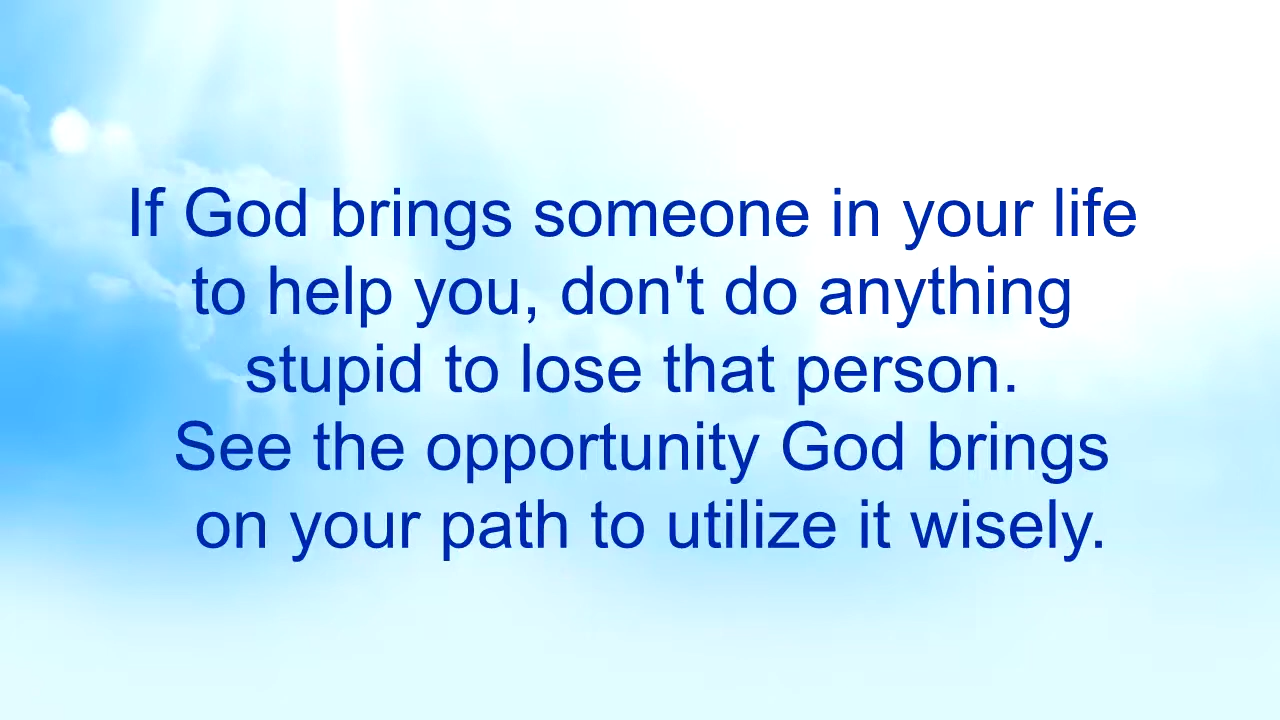 If God brings someone in your life
to help you, don't do anything
stupid to lose that person.
See the opportunity God brings
on your path to utilize it wisely.